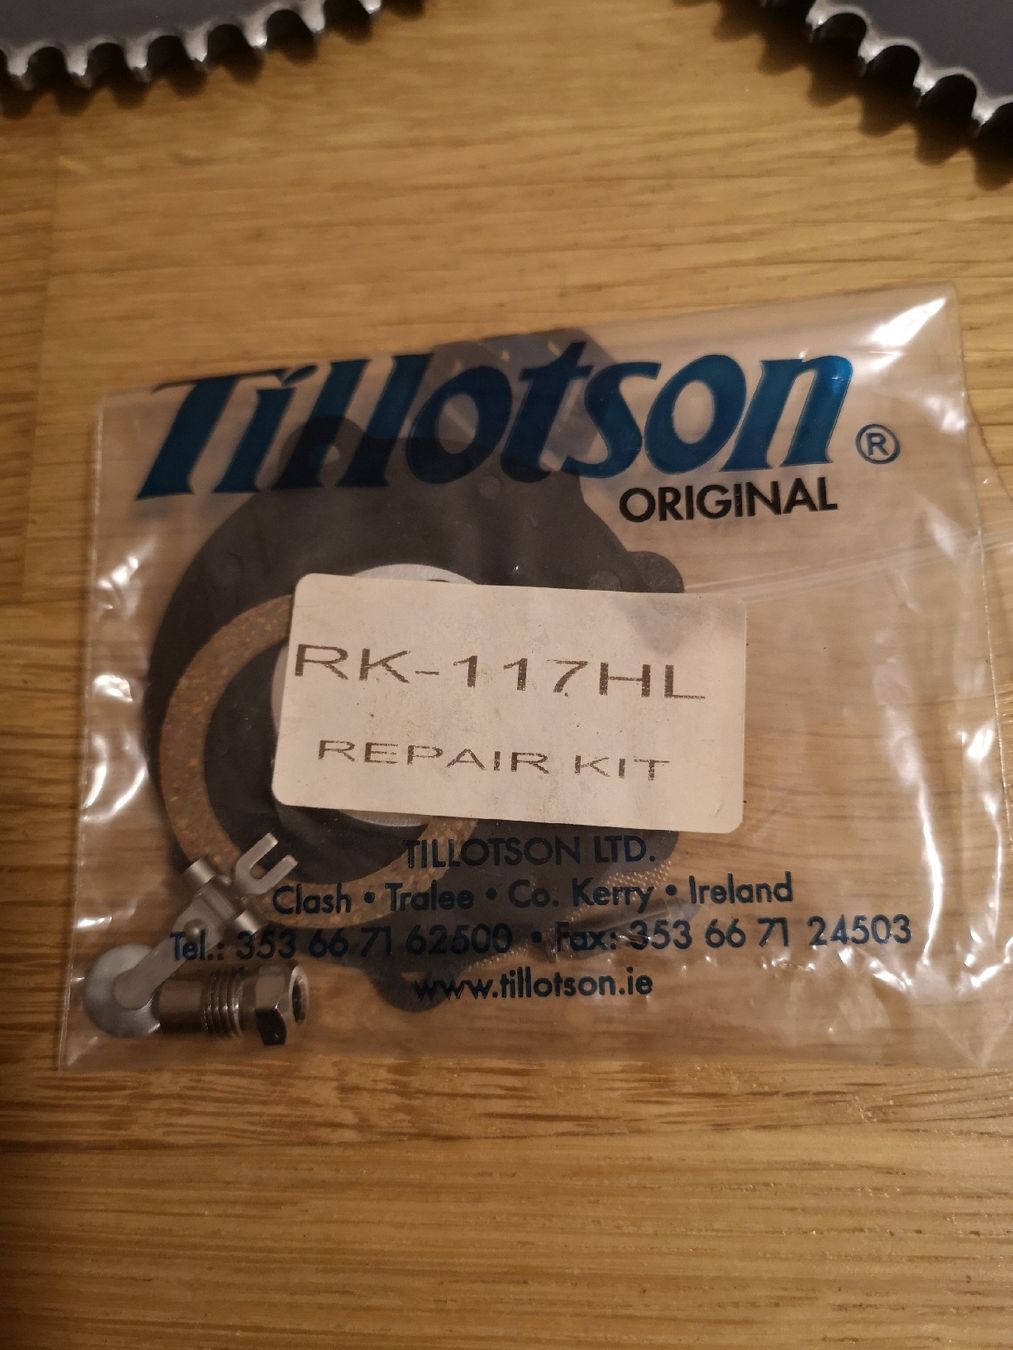 Tillotson®
ORIGINAL
RK-117HL
REPAIR KIT
TILLOTSON LTD.
Clash • Tralee • Co. Kerry • Ireland
Tel.: 353 66 71 62500 • Fax: 353 66 71 24503
www.tillotson.ie